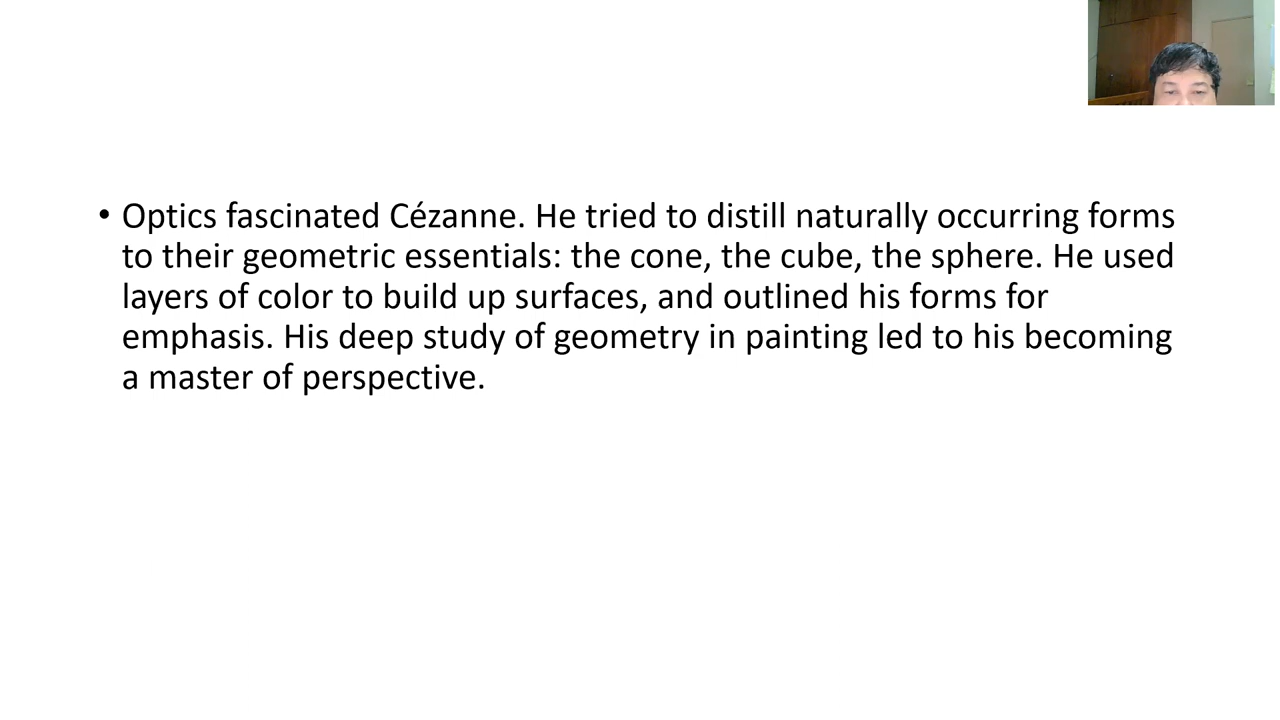 • Optics fascinated Cézanne. He tried to distill naturally occurring forms
to their geometric essentials: the cone, the cube, the sphere. He used
layers of color to build up surfaces, and outlined his forms for
emphasis. His deep study of geometry in painting led to his becoming
a master of perspective.